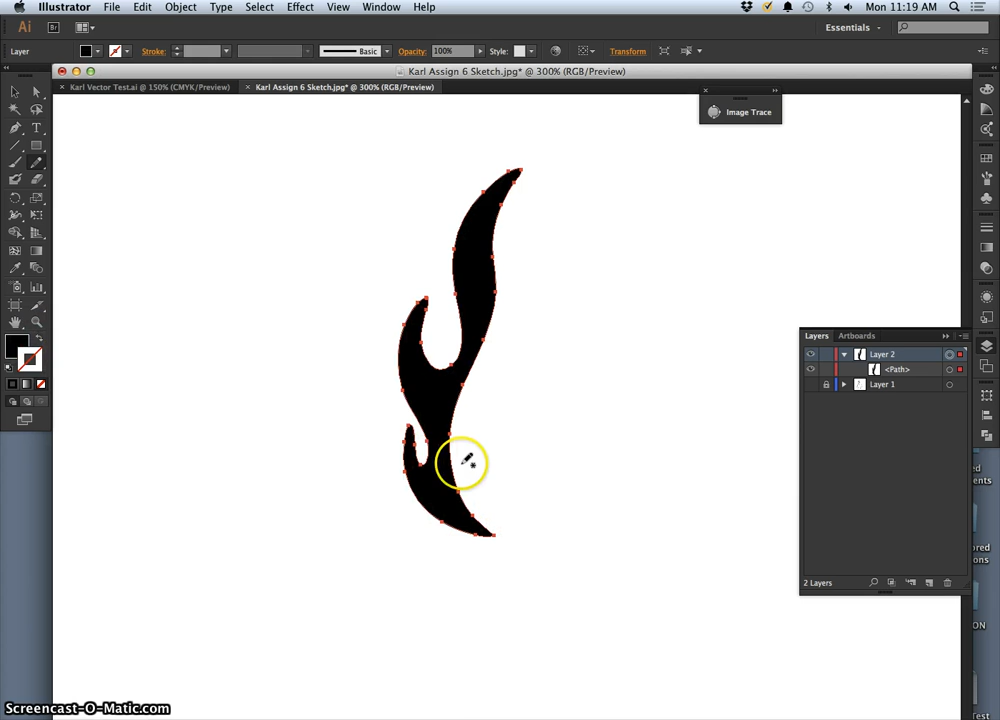 Illustrator File Edit Object Type Select Effect View Window Help Mon 11:19 AM
Ai Br Essentials
Layer Stroke: Basic Opacity: 100% Style: Transform
Karl Assign 6 Sketch.jpg* @ 300% (RGB/Preview)
× Karl Vector Test.ai @ 150% (CMYK/Preview) × Karl Assign 6 Sketch.jpg* @ 300% (RGB/Preview)
Image Trace
T
Layers Artboards
Layer 2
<Path>
Layer 1
2 Layers
Screencast-O-Matic.com